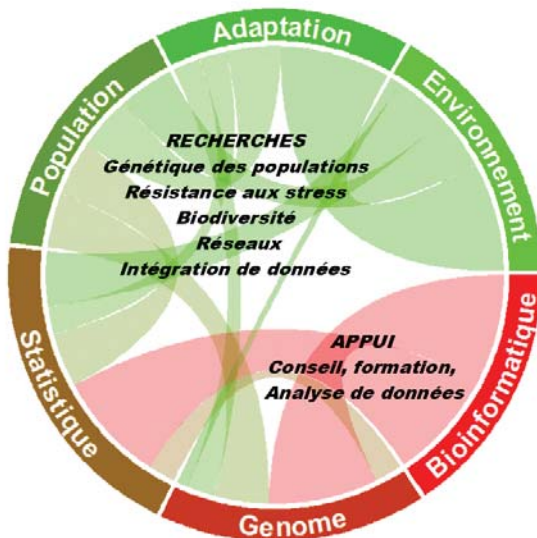 Adaptation
Environnement
Population
RECHERCHES
Génétique des populations
Résistance aux stress
Biodiversité
Réseaux
Intégration de données
APPUI
Conseil, formation,
Analyse de données
Statistique
Bioinformatique
Genome